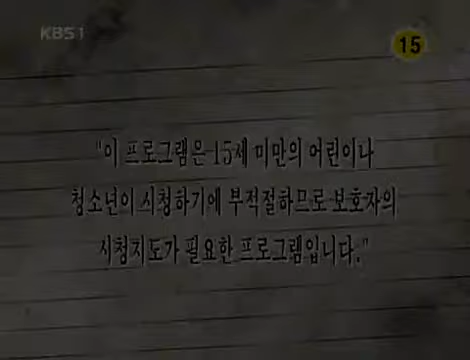 KBS1
15
"이 프로그램은 15세 미만의 어린이나
청소년이 시청하기에 부적절하므로 보호자의
시청지도가 필요한 프로그램입니다."